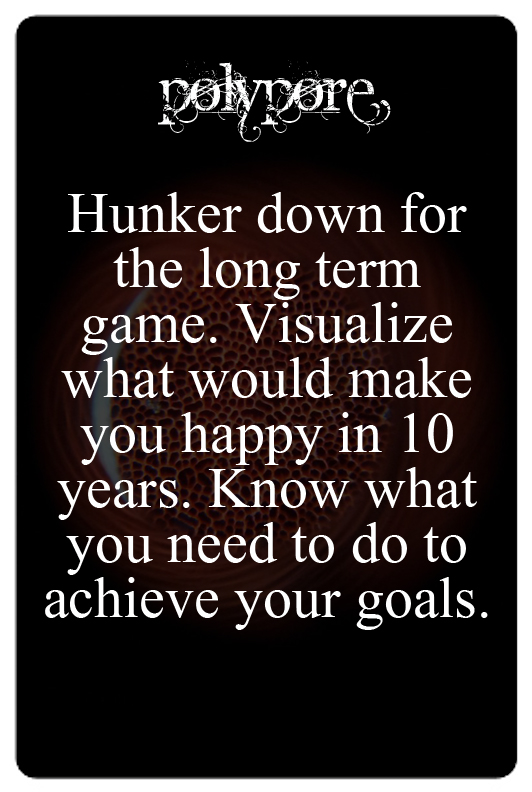 polypore
Hunker down for
the long term
game. Visualize
what would make
you happy in 10
years. Know what
you need to do to
achieve your goals.